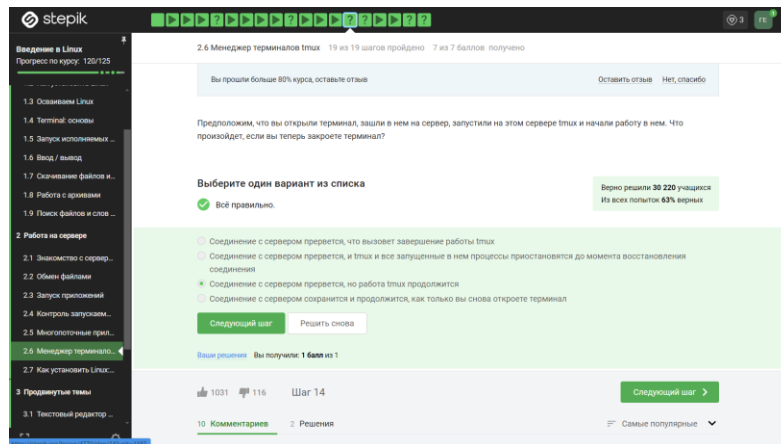 stepik
3
ГЕ
Введение в Linux
Прогресс по курсу: 120/125
1.3 Осваиваем Linux
1.4 Terminal: основы
1.5 Запуск исполняемых ...
1.6 Ввод / вывод
1.7 Скачивание файлов и...
1.8 Работа с архивами
1.9 Поиск файлов и слов ...
2 Работа на сервере
2.1 Знакомство с сервер...
2.2 Обмен файлами
2.3 Запуск приложений
2.4 Контроль запускаем...
2.5 Многопоточные прил...
2.6 Менеджер терминало...
2.7 Как установить Linux:...
3 Продвинутые темы
3.1 Текстовый редактор ...
2.6 Менеджер терминалов tmux 19 из 19 шагов пройдено 7 из 7 баллов получено
Вы прошли больше 80% курса, оставьте отзыв
Оставить отзыв Нет, спасибо
Предположим, что вы открыли терминал, зашли в нем на сервер, запустили на этом сервере tmux и начали работу в нем. Что
произойдет, если вы теперь закроете терминал?
Выберите один вариант из списка
Всё правильно.
Верно решили 30 220 учащихся
Из всех попыток 63% верных
Соединение с сервером прервется, что вызовет завершение работы tmux
Соединение с сервером прервется, и tmux и все запущенные в нем процессы приостановятся до момента восстановления
соединения
Соединение с сервером прервется, но работа tmux продолжится
Соединение с сервером сохранится и продолжится, как только вы снова откроете терминал
Следующий шаг Решить снова
Ваши решения Вы получили: 1 балл из 1
1031 116 Шаг 14
Следующий шаг
10 Комментариев 2 Решения
Самые популярные